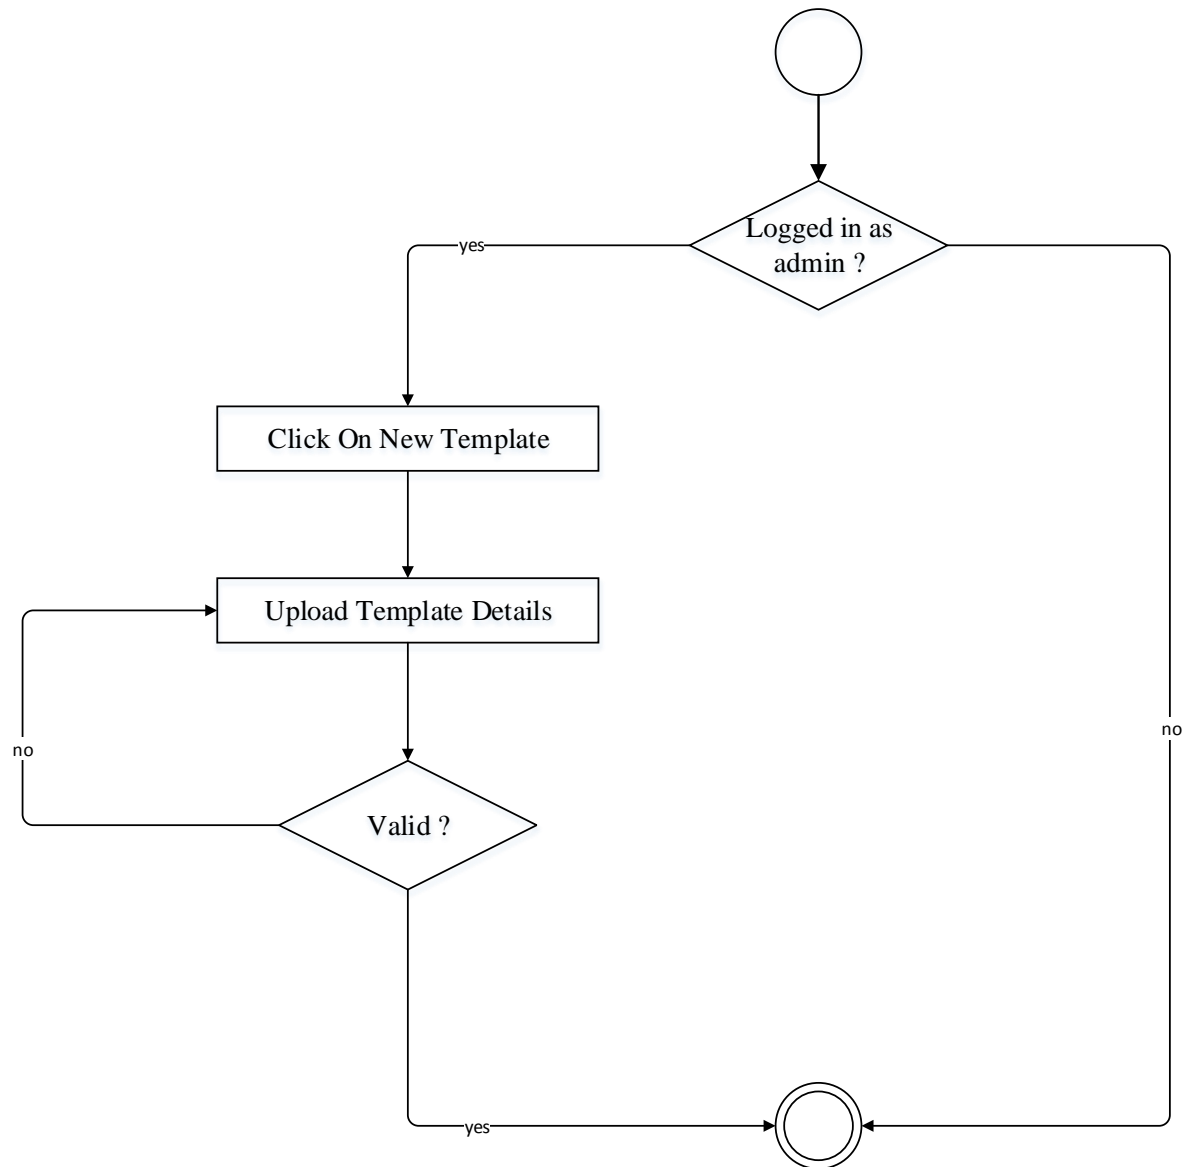 Logged in as
admin ?
yes
Click On New Template
Upload Template Details
no
no
Valid ?
yes